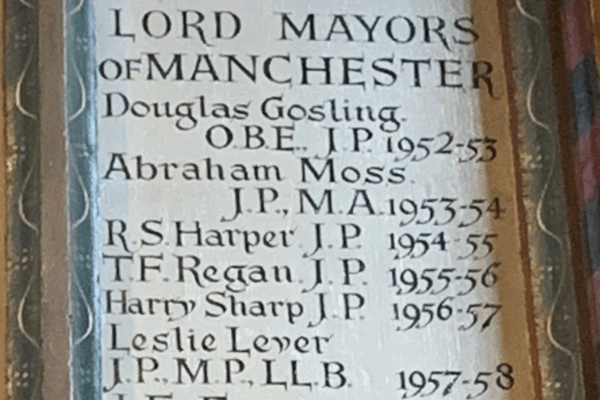 LORD MAYORS
OF MANCHESTER
Douglas Gosling.
O.B.E., J.P. 1952-53
Abraham Moss.
J.P., M.A. 1953-54
R.S. Harper J.P. 1954-55
T.F. Regan. J.P. 1955-56
Harry Sharp J.P. 1956-57
Leslie Lever
J.P., M.P., LL.B. 1957-58